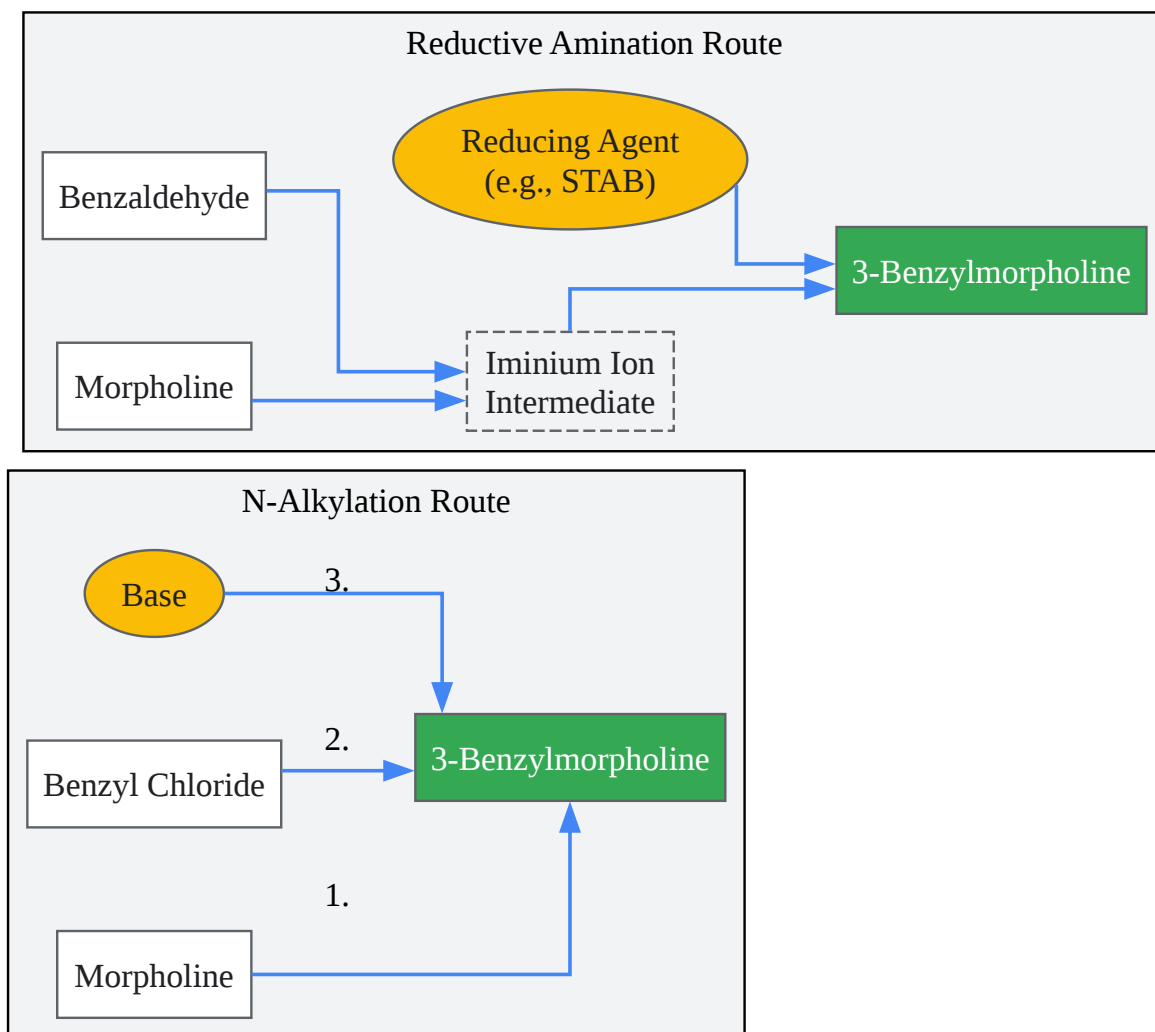 Reductive Amination Route
Reducing Agent
(e.g., STAB)
Benzaldehyde
3-Benzylmorpholine
Morpholine
Iminium Ion
Intermediate
N-Alkylation Route
Base
3.
Benzyl Chloride
2.
3-Benzylmorpholine
1.
Morpholine